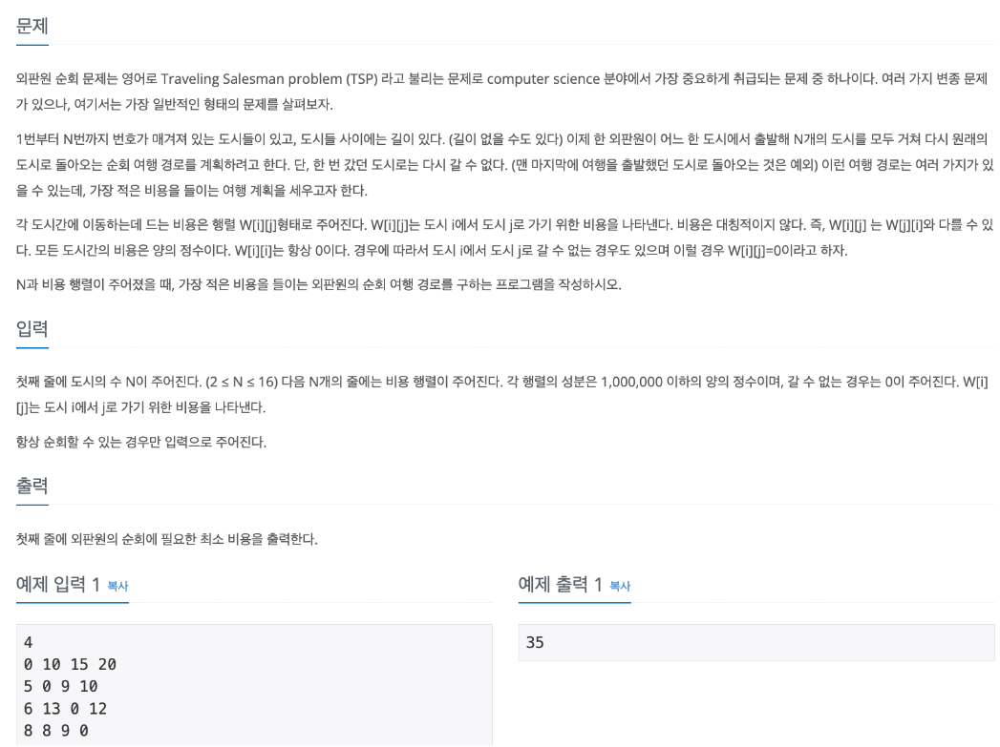 문제
외판원 순회 문제는 영어로 Traveling Salesman problem (TSP) 라고 불리는 문제로 computer science 분야에서 가장 중요하게 취급되는 문제 중 하나이다. 여러 가지 변종 문제
가 있으나, 여기서는 가장 일반적인 형태의 문제를 살펴보자.
1번부터 N번까지 번호가 매겨져 있는 도시들이 있고, 도시들 사이에는 길이 있다. (길이 없을 수도 있다) 이제 한 외판원이 어느 한 도시에서 출발해 N개의 도시를 모두 거쳐 다시 원래의
도시로 돌아오는 순회 여행 경로를 계획하려고 한다. 단, 한 번 갔던 도시로는 다시 갈 수 없다. (맨 마지막에 여행을 출발했던 도시로 돌아오는 것은 예외) 이런 여행 경로는 여러 가지가 있
을 수 있는데, 가장 적은 비용을 들이는 여행 계획을 세우고자 한다.
각 도시간에 이동하는데 드는 비용은 행렬 W[i][j]형태로 주어진다. W[i][j]는 도시 i에서 도시 j로 가기 위한 비용을 나타낸다. 비용은 대칭적이지 않다. 즉, W[i][j] 는 W[j][i]와 다를 수 있
다. 모든 도시간의 비용은 양의 정수이다. W[i][i]는 항상 0이다. 경우에 따라서 도시 i에서 도시 j로 갈 수 없는 경우도 있으며 이럴 경우 W[i][j]=0이라고 하자.
N과 비용 행렬이 주어졌을 때, 가장 적은 비용을 들이는 외판원의 순회 여행 경로를 구하는 프로그램을 작성하시오.
입력
첫째 줄에 도시의 수 N이 주어진다. (2 ≤ N ≤ 16) 다음 N개의 줄에는 비용 행렬이 주어진다. 각 행렬의 성분은 1,000,000 이하의 양의 정수이며, 갈 수 없는 경우는 0이 주어진다. W[i]
[j]는 도시 i에서 j로 가기 위한 비용을 나타낸다.
항상 순회할 수 있는 경우만 입력으로 주어진다.
출력
첫째 줄에 외판원의 순회에 필요한 최소 비용을 출력한다.
예제 입력 1 복사
4
0 10 15 20
5 0 9 10
6 13 0 12
8 8 9 0
예제 출력 1 복사
35